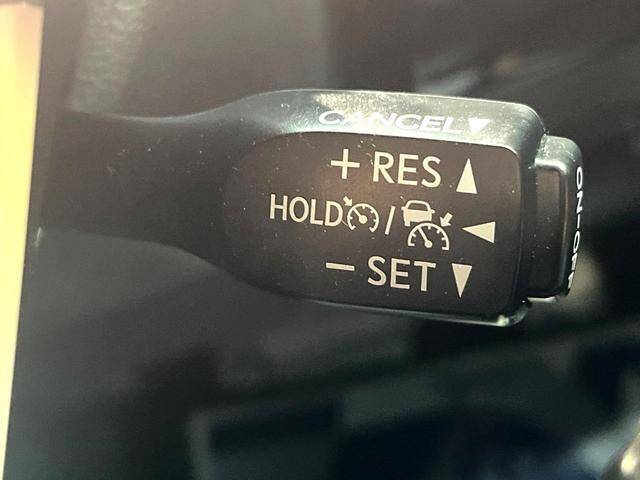 CANCEL▼
+ RES ▲
HOLD / ◀
− SET ▼
ON-OFF